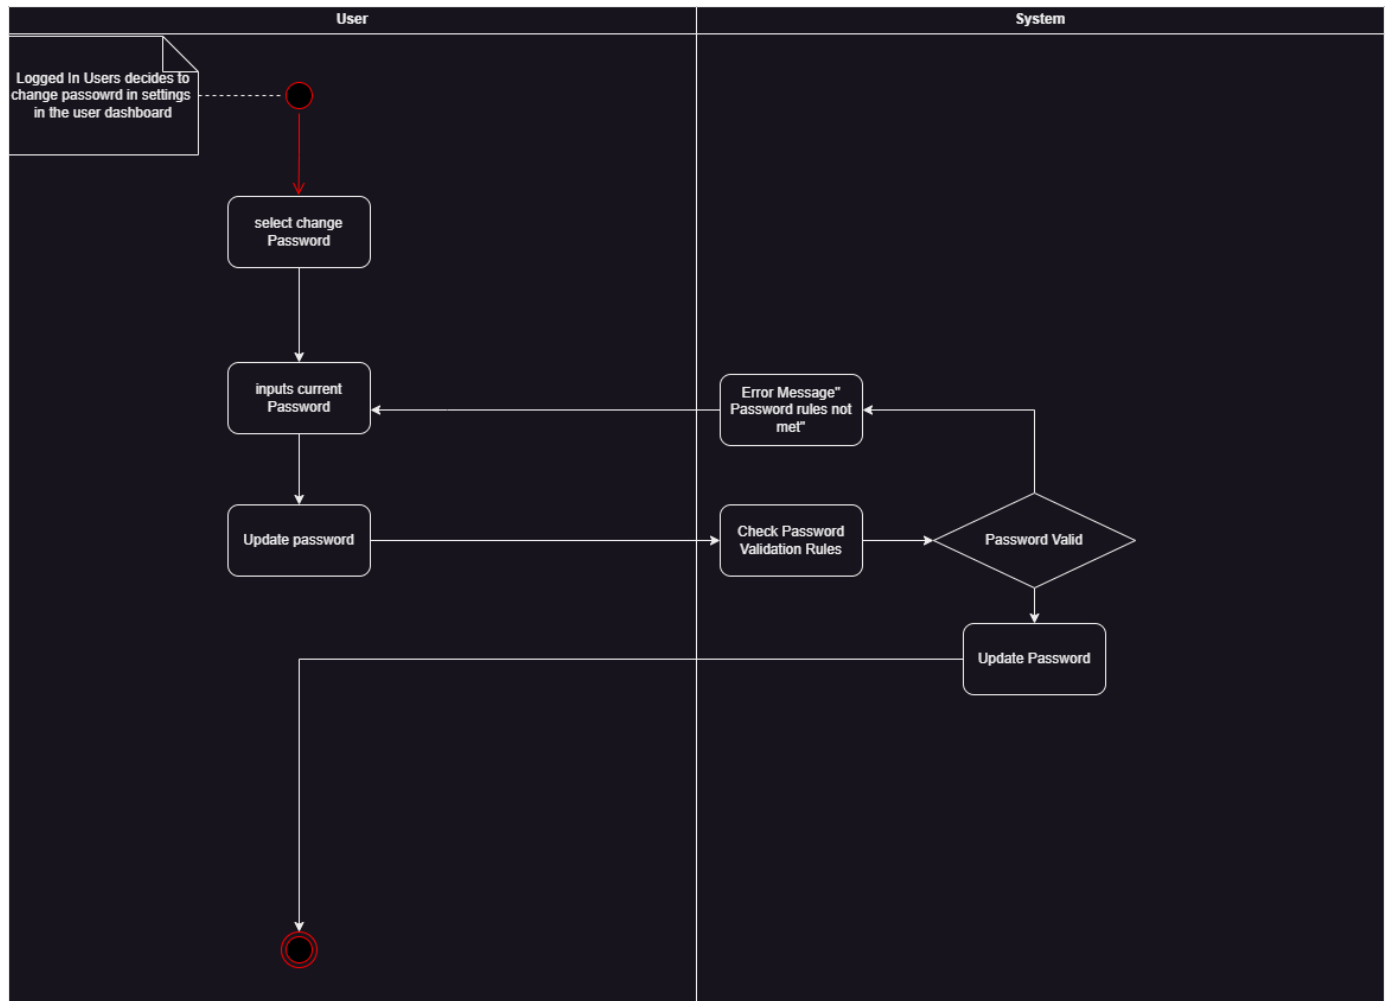 User
System
Logged In Users decides to
change passowrd in settings
in the user dashboard
select change
Password
inputs current
Password
Error Message"
Password rules not
met"
Update password
Check Password
Validation Rules
Password Valid
Update Password